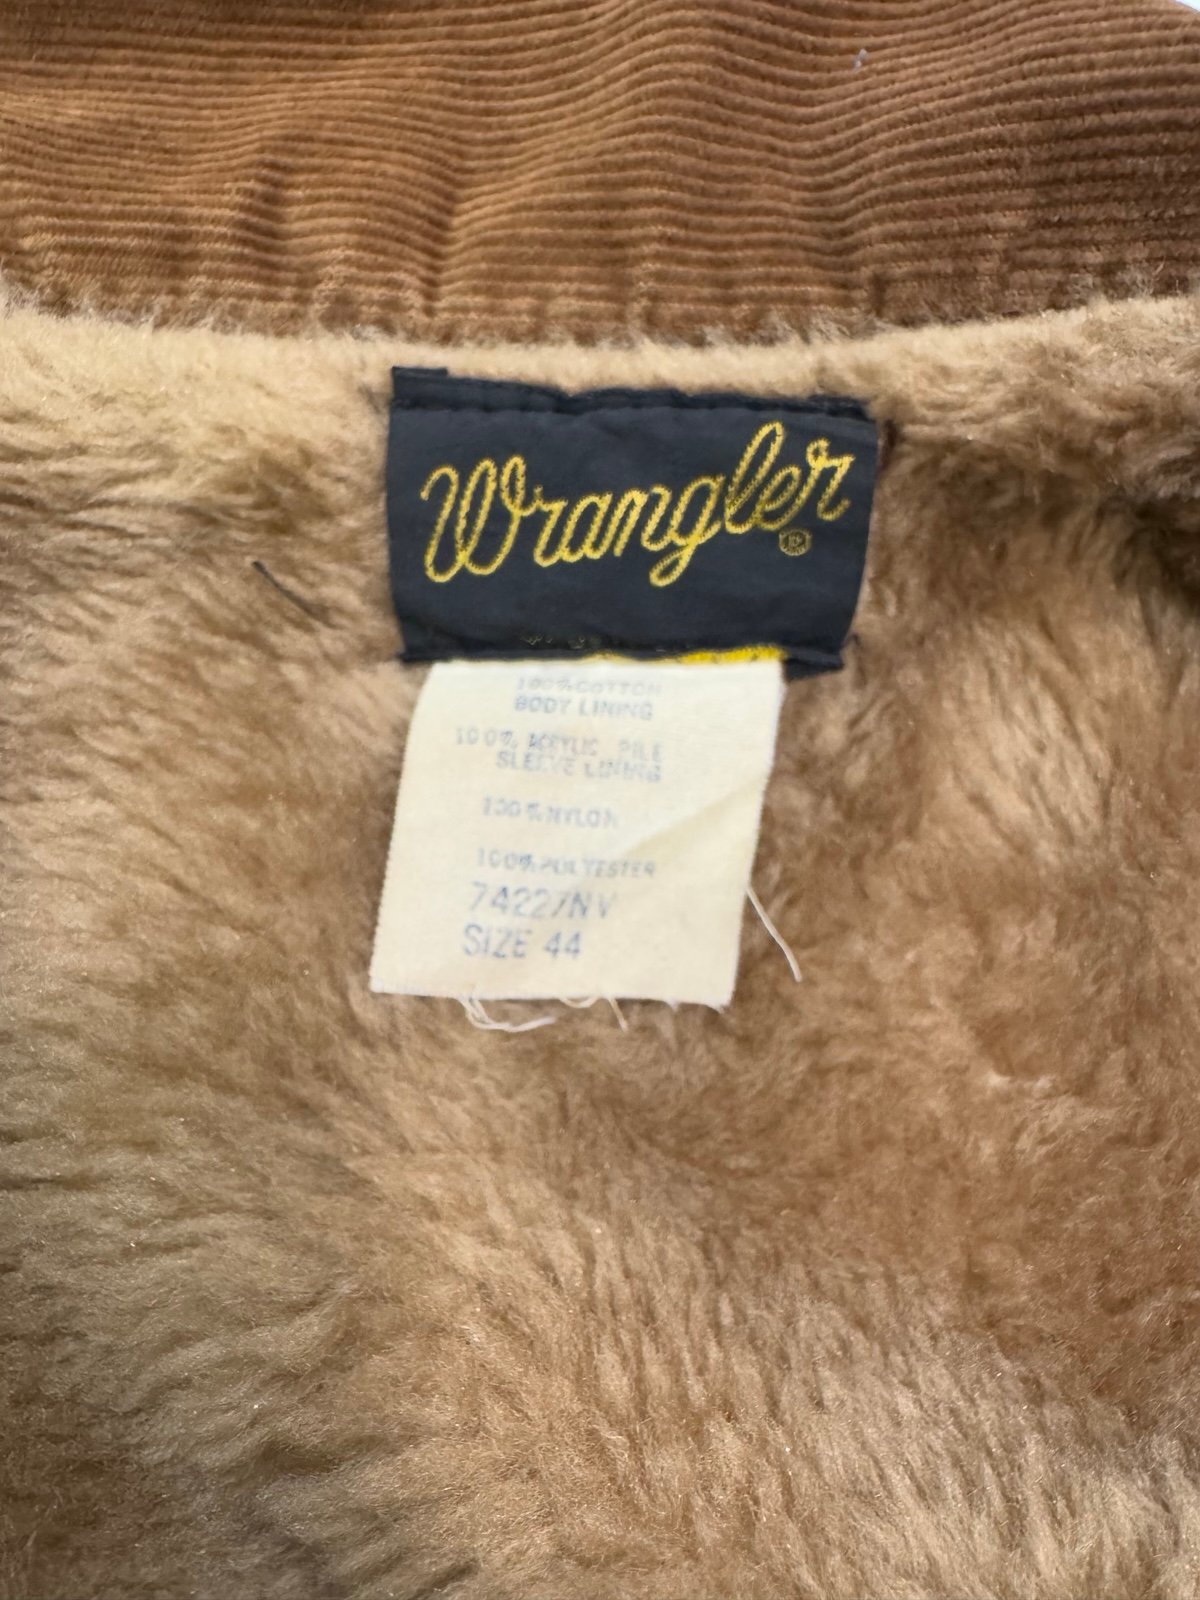 Wrangler
®
100% COTTON
BODY LINING
100% ACRYLIC PILE
SLEEVE LINING
100% NYLON
100% POLYESTER
74227NV
SIZE 44